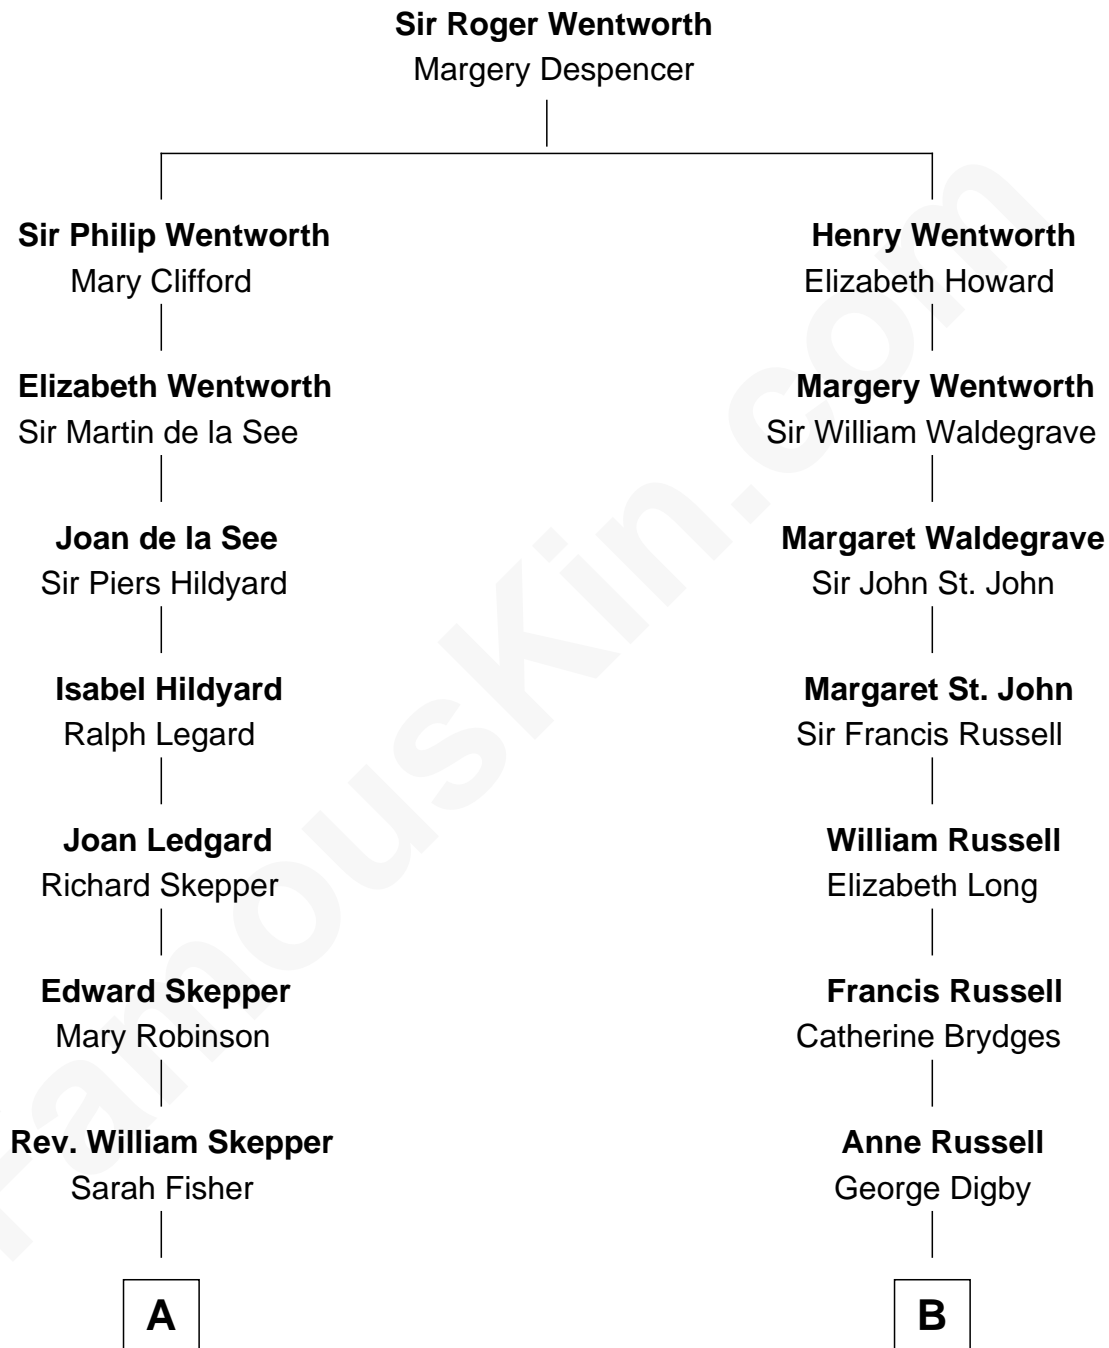 Sir Roger Wentworth
Margery Despencer
Sir Philip Wentworth
Mary Clifford
Henry Wentworth
Elizabeth Howard
Elizabeth Wentworth
Sir Martin de la See
Margery Wentworth
Sir William Waldegrave
Joan de la See
Sir Piers Hildyard
Margaret Waldegrave
Sir John St. John
Isabel Hildyard
Ralph Legard
Margaret St. John
Sir Francis Russell
Joan Ledgard
Richard Skepper
William Russell
Elizabeth Long
Edward Skepper
Mary Robinson
Francis Russell
Catherine Brydges
Rev. William Skepper
Sarah Fisher
Anne Russell
George Digby
A
B
FamousKin.com